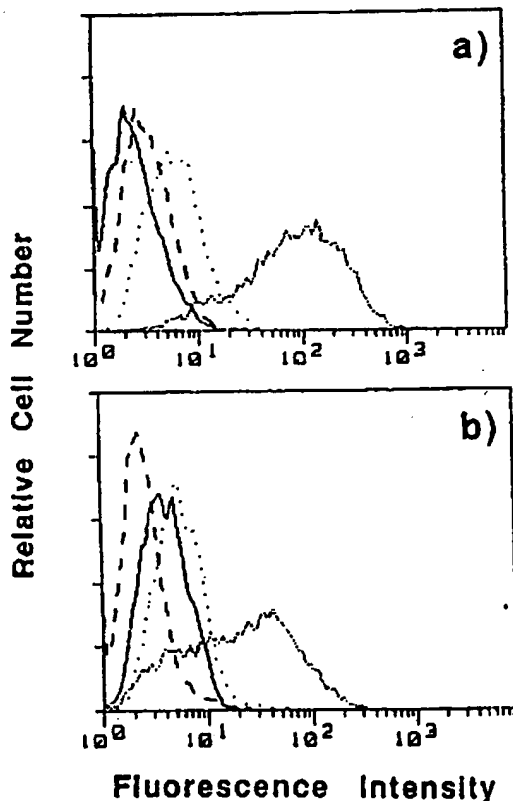 a)
10⁰ 10¹ 10² 10³
b)
10⁰ 10¹ 10² 10³
Relative Cell Number
Fluorescence Intensity